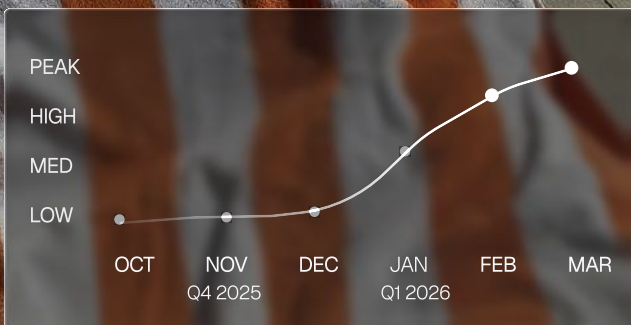 PEAK
HIGH
MED
LOW
OCT NOV DEC JAN FEB MAR
Q4 2025 Q1 2026